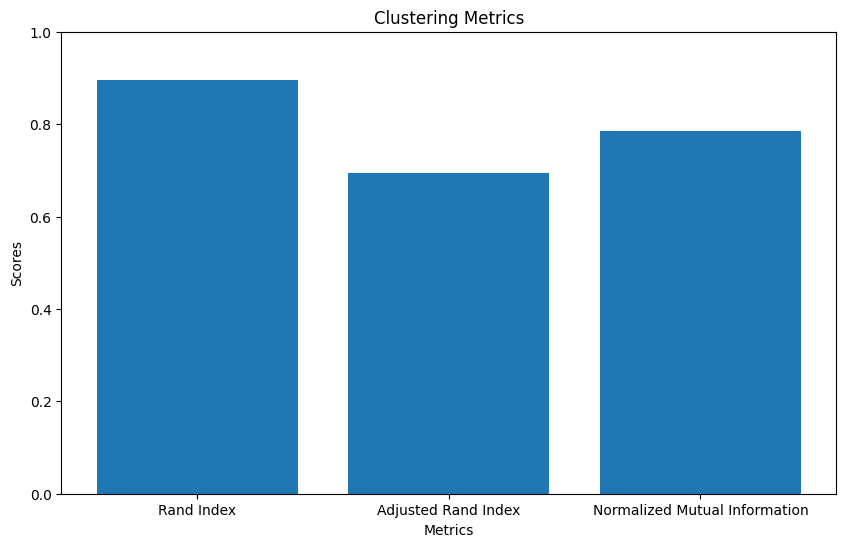 Clustering Metrics
1.0
0.8
0.6
0.4
0.2
0.0
Scores
Rand Index
Adjusted Rand Index
Normalized Mutual Information
Metrics